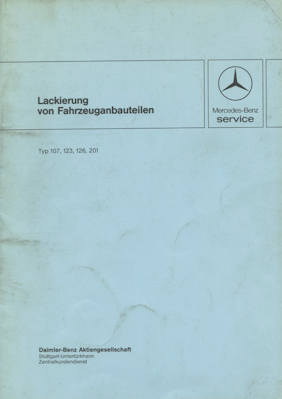 Lackierung
von Fahrzeuganbauteilen
Mercedes-Benz
service
Typ 107, 123, 126, 201
Daimler-Benz Aktiengesellschaft
Stuttgart-Untertürkheim
Zentralkundendienst